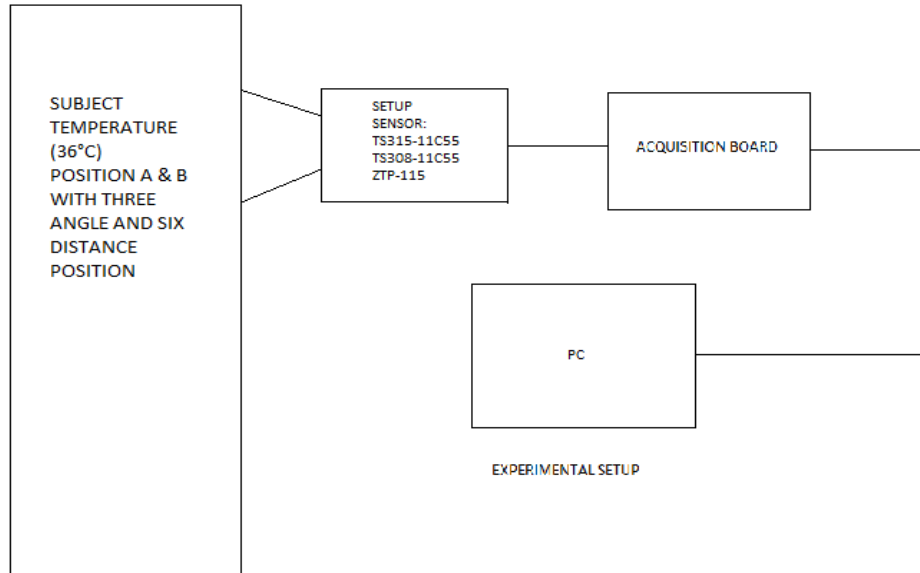 SUBJECT
TEMPERATURE
(36°C)
POSITION A & B
WITH THREE
ANGLE AND SIX
DISTANCE
POSITION
SETUP
SENSOR:
TS315-11C55
TS308-11C55
ZTP-115
ACQUISITION BOARD
PC
EXPERIMENTAL SETUP